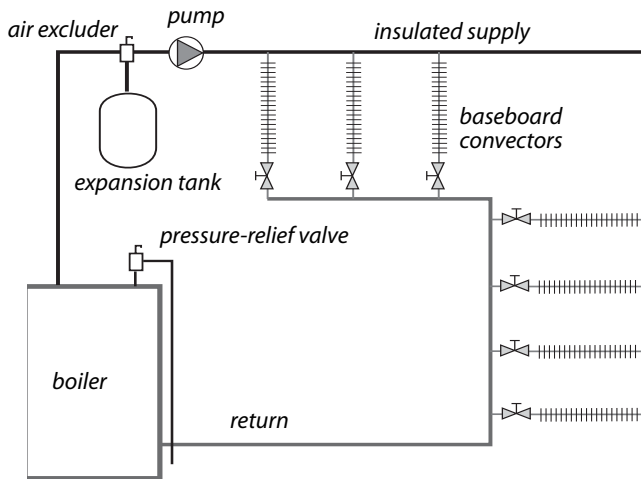 pump
air excluder
insulated supply
baseboard
convectors
expansion tank
pressure-relief valve
boiler
return